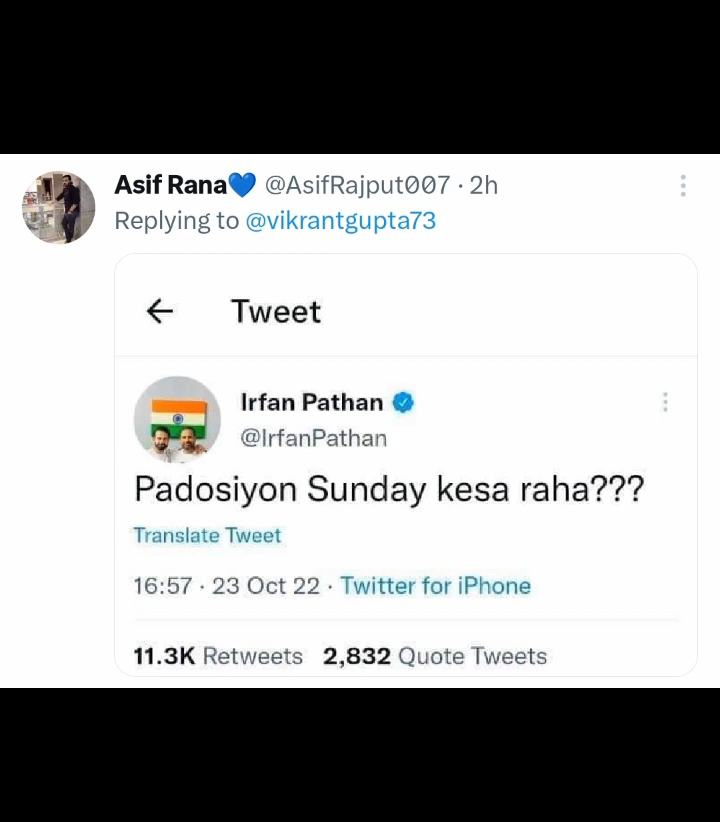 Asif Rana💙 @AsifRajput007 · 2h
Replying to @vikrantgupta73
← Tweet
Irfan Pathan
@IrfanPathan
Padosiyon Sunday kesa raha???
Translate Tweet
16:57 · 23 Oct 22 · Twitter for iPhone
11.3K Retweets 2,832 Quote Tweets